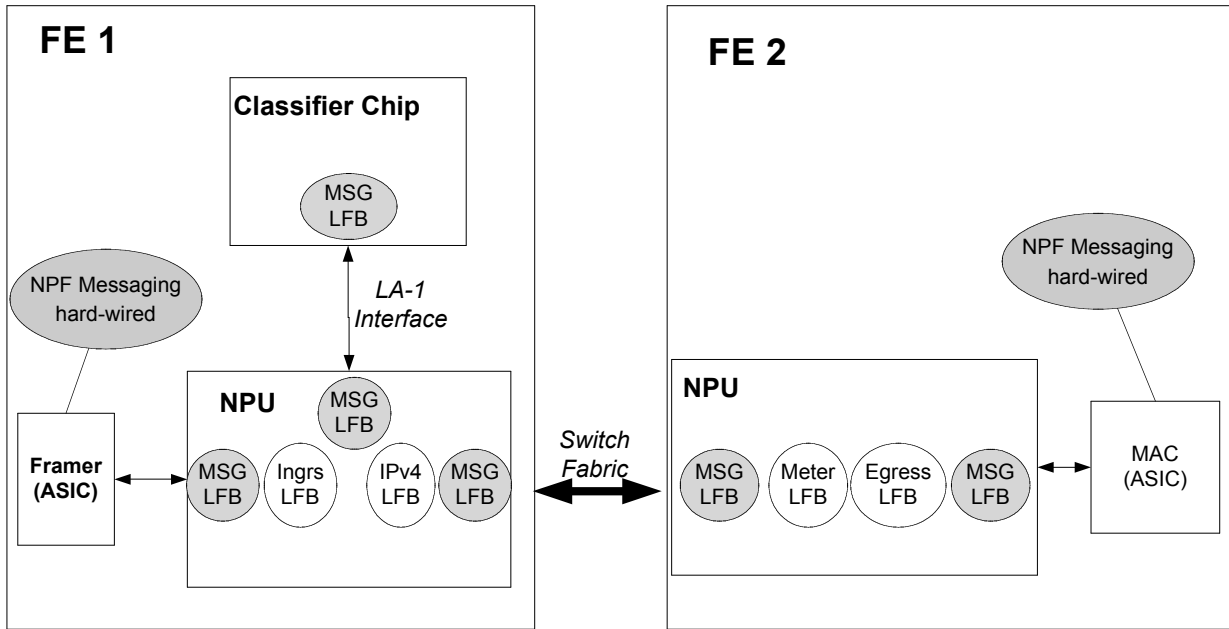 FE 1
Classifier Chip
MSG
LFB
NPF Messaging
hard-wired
LA-1
Interface
NPU
MSG
LFB
Framer
(ASIC)
MSG
LFB
Ingrs
LFB
IPv4
LFB
MSG
LFB
Switch
Fabric
FE 2
NPF Messaging
hard-wired
NPU
MSG
LFB
Meter
LFB
Egress
LFB
MSG
LFB
MAC
(ASIC)